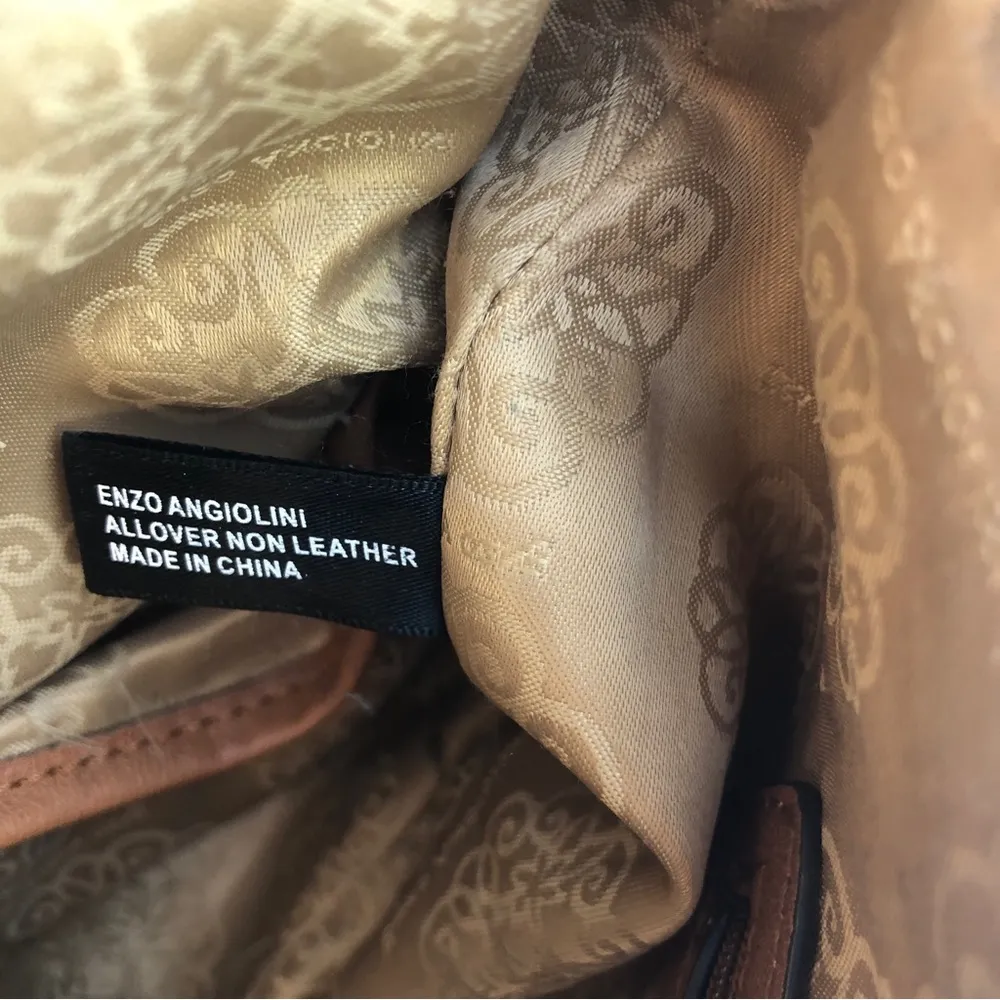 ENZO ANGIOLINI
ALLOVER NON LEATHER
MADE IN CHINA